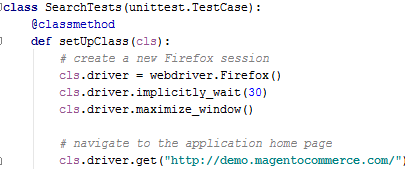 class SearchTests(unittest.TestCase):
    @classmethod
    def setUpClass(cls):
        # create a new Firefox session
        cls.driver = webdriver.Firefox()
        cls.driver.implicitly_wait(30)
        cls.driver.maximize_window()

        # navigate to the application home page
        cls.driver.get("http://demo.magentocommerce.com/")